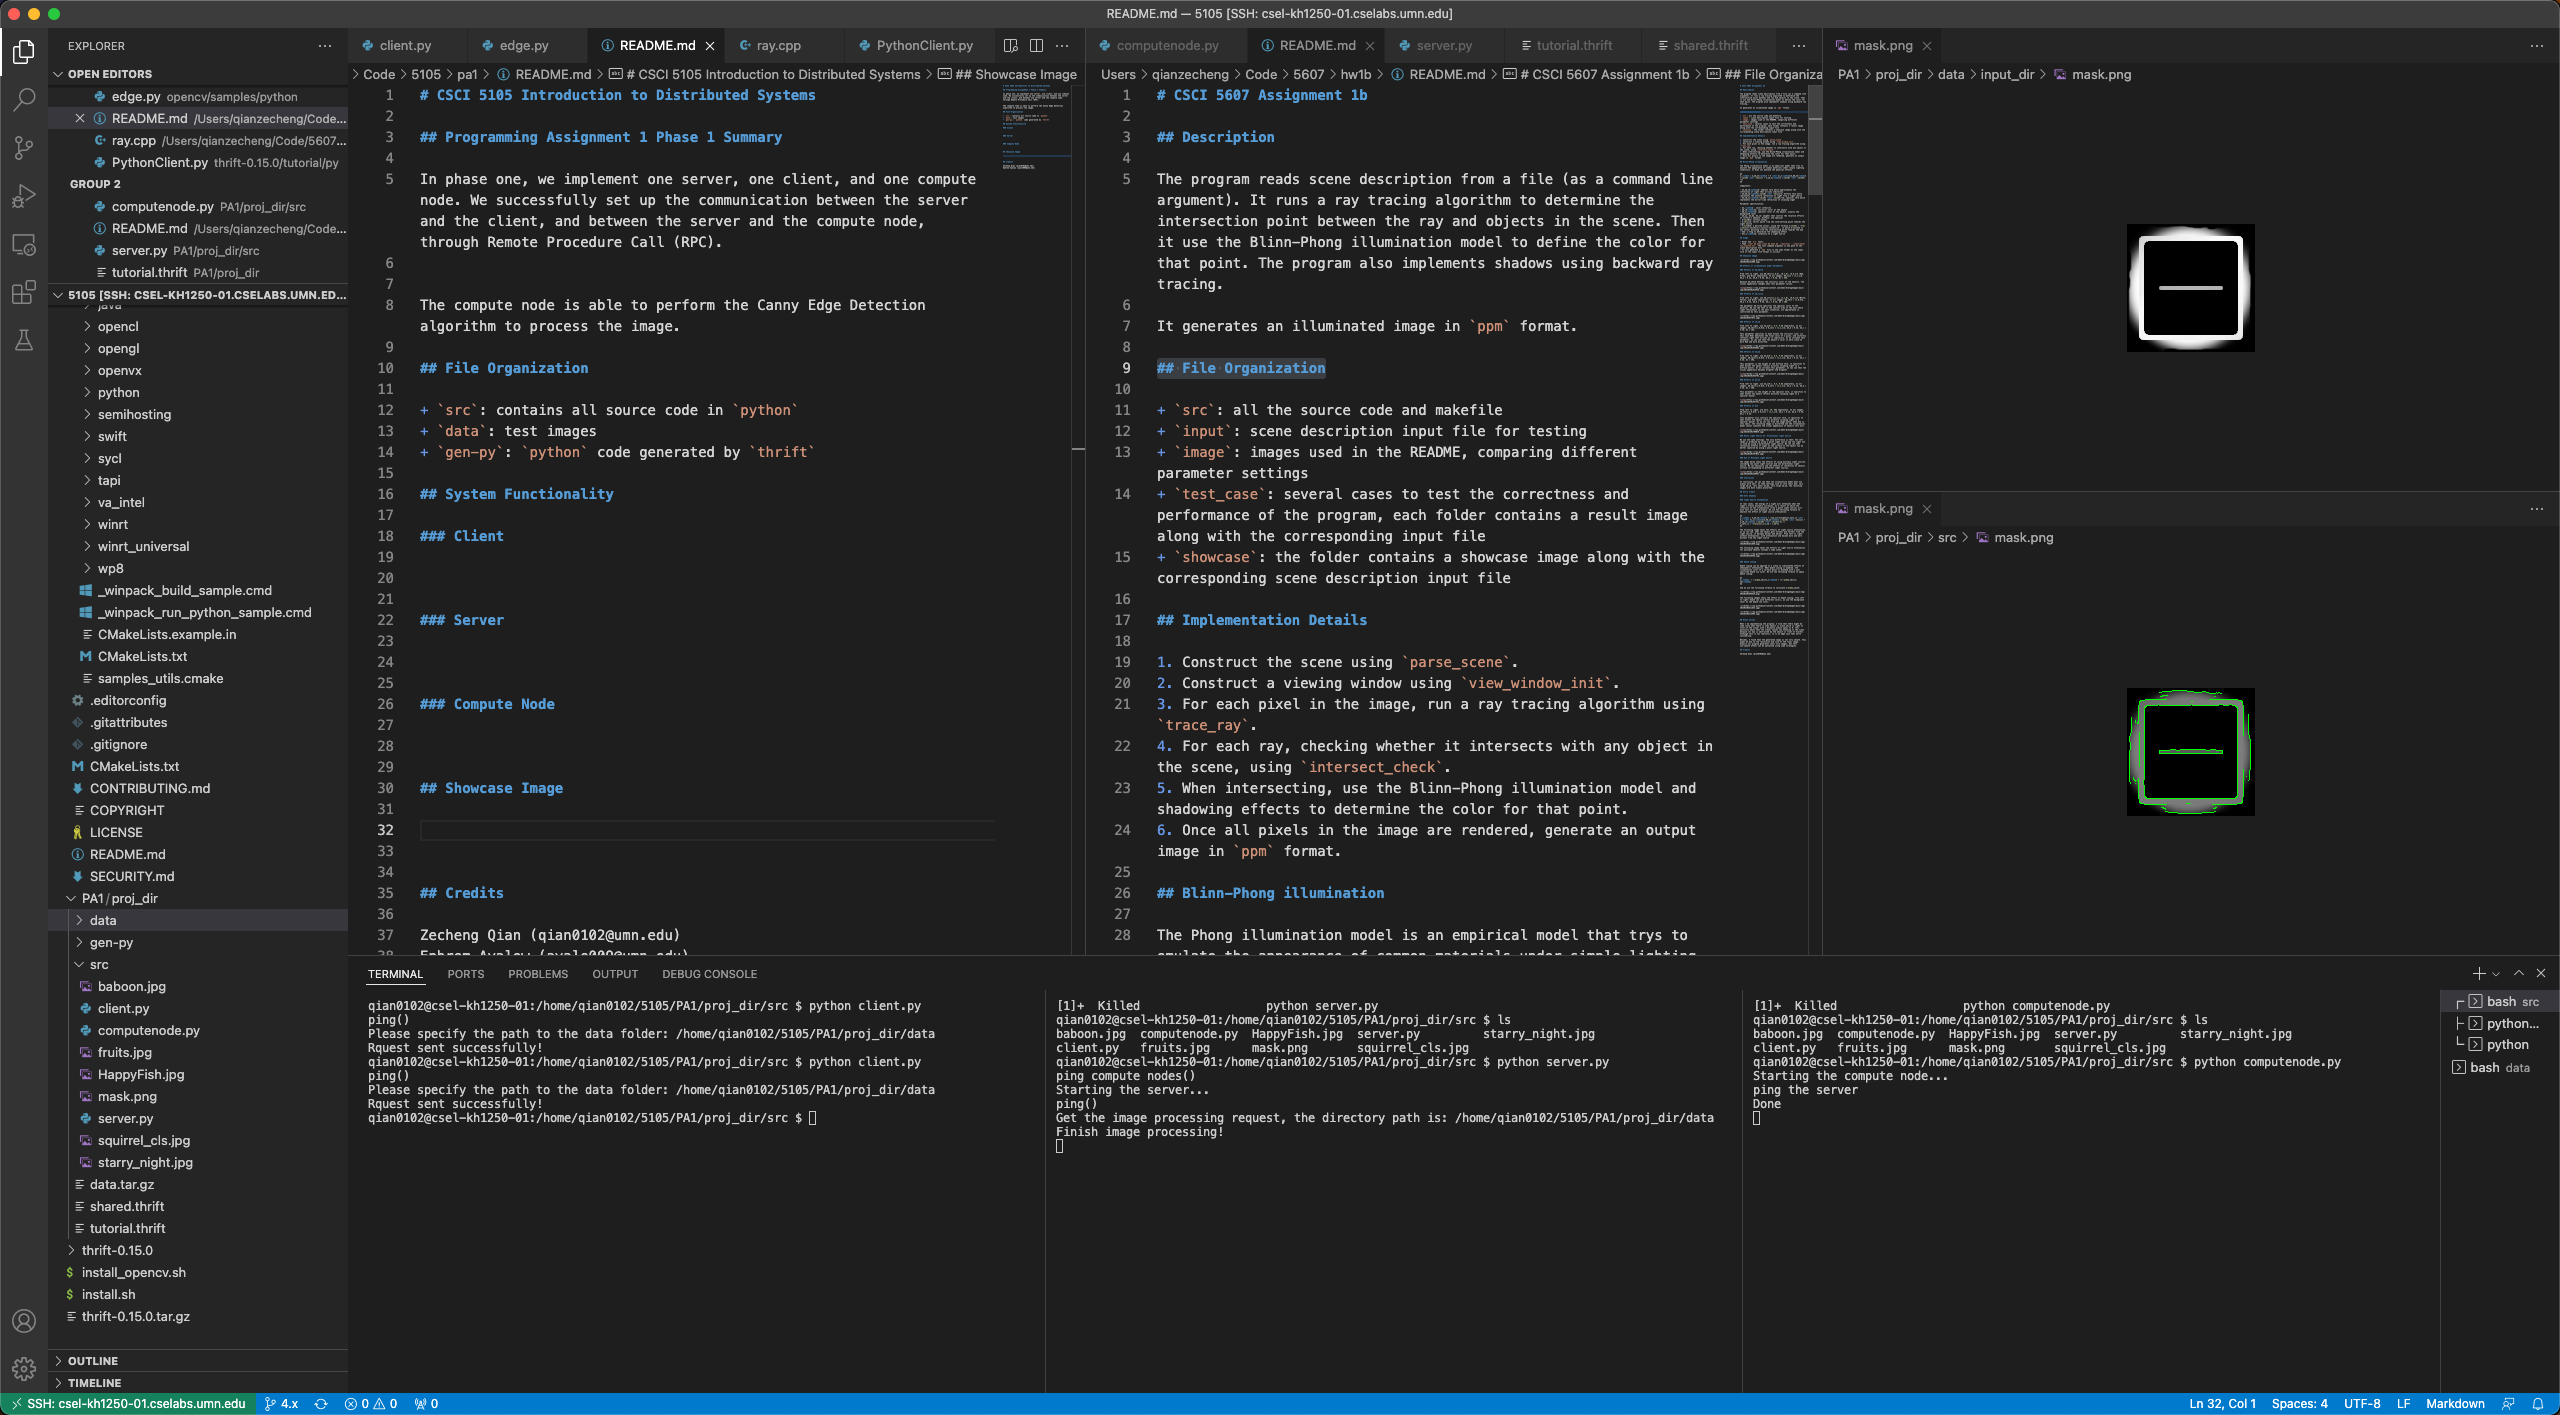 README.md — 5105 [SSH: csel-kh1250-01.cselabs.umn.edu]
EXPLORER
OPEN EDITORS
edge.py opencv/samples/python
README.md /Users/qianzecheng/Code...
ray.cpp /Users/qianzecheng/Code/5607...
PythonClient.py thrift-0.15.0/tutorial/py
GROUP 2
computenode.py PA1/proj_dir/src
README.md /Users/qianzecheng/Code...
server.py PA1/proj_dir/src
tutorial.thrift PA1/proj_dir
5105 [SSH: CSEL-KH1250-01.CSELABS.UMN.ED...
java
opencl
opengl
openvx
python
semihosting
swift
sycl
tapi
va_intel
winrt
winrt_universal
wp8
_winpack_build_sample.cmd
_winpack_run_python_sample.cmd
CMakeLists.example.in
CMakeLists.txt
samples_utils.cmake
.editorconfig
.gitattributes
.gitignore
CMakeLists.txt
CONTRIBUTING.md
COPYRIGHT
LICENSE
README.md
SECURITY.md
PA1/proj_dir
data
gen-py
src
baboon.jpg
client.py
computenode.py
fruits.jpg
HappyFish.jpg
mask.png
server.py
squirrel_cls.jpg
starry_night.jpg
data.tar.gz
shared.thrift
tutorial.thrift
thrift-0.15.0
install_opencv.sh
install.sh
thrift-0.15.0.tar.gz
OUTLINE
TIMELINE
client.py edge.py README.md ray.cpp PythonClient.py
Code > 5105 > pa1 > README.md > # CSCI 5105 Introduction to Distributed Systems > ## Showcase Image
1 # CSCI 5105 Introduction to Distributed Systems
2
3 ## Programming Assignment 1 Phase 1 Summary
4
5 In phase one, we implement one server, one client, and one compute
node. We successfully set up the communication between the server
and the client, and between the server and the compute node,
through Remote Procedure Call (RPC).
6
7
8 The compute node is able to perform the Canny Edge Detection
algorithm to process the image.
9
10 ## File Organization
11
12 + `src`: contains all source code in `python`
13 + `data`: test images
14 + `gen-py`: `python` code generated by `thrift`
15
16 ## System Functionality
17
18 ### Client
19
20
21
22 ### Server
23
24
25
26 ### Compute Node
27
28
29
30 ## Showcase Image
31
32
33
34
35 ## Credits
36
37 Zecheng Qian (qian0102@umn.edu)
38
computenode.py README.md server.py tutorial.thrift shared.thrift
Users > qianzecheng > Code > 5607 > hw1b > README.md > # CSCI 5607 Assignment 1b > ## File Organiza
1 # CSCI 5607 Assignment 1b
2
3 ## Description
4
5 The program reads scene description from a file (as a command line
argument). It runs a ray tracing algorithm to determine the
intersection point between the ray and objects in the scene. Then
it use the Blinn-Phong illumination model to define the color for
that point. The program also implements shadows using backward ray
tracing.
6
7 It generates an illuminated image in `ppm` format.
8
9 ## File Organization
10
11 + `src`: all the source code and makefile
12 + `input`: scene description input file for testing
13 + `image`: images used in the README, comparing different
parameter settings
14 + `test_case`: several cases to test the correctness and
performance of the program, each folder contains a result image
along with the corresponding input file
15 + `showcase`: the folder contains a showcase image along with the
corresponding scene description input file
16
17 ## Implementation Details
18
19 1. Construct the scene using `parse_scene`.
20 2. Construct a viewing window using `view_window_init`.
21 3. For each pixel in the image, run a ray tracing algorithm using
`trace_ray`.
22 4. For each ray, checking whether it intersects with any object in
the scene, using `intersect_check`.
23 5. When intersecting, use the Blinn-Phong illumination model and
shadowing effects to determine the color for that point.
24 6. Once all pixels in the image are rendered, generate an output
image in `ppm` format.
25
26 ## Blinn-Phong illumination
27
28 The Phong illumination model is an empirical model that trys to
emulate the appearance of common materials under simple lighting
mask.png
PA1 > proj_dir > data > input_dir > mask.png
mask.png
PA1 > proj_dir > src > mask.png
TERMINAL PORTS PROBLEMS OUTPUT DEBUG CONSOLE
qian0102@csel-kh1250-01:/home/qian0102/5105/PA1/proj_dir/src $ python client.py
ping()
Please specify the path to the data folder: /home/qian0102/5105/PA1/proj_dir/data
Rquest sent successfully!
qian0102@csel-kh1250-01:/home/qian0102/5105/PA1/proj_dir/src $ python client.py
ping()
Please specify the path to the data folder: /home/qian0102/5105/PA1/proj_dir/data
Rquest sent successfully!
qian0102@csel-kh1250-01:/home/qian0102/5105/PA1/proj_dir/src $
[1]+ Killed python server.py
qian0102@csel-kh1250-01:/home/qian0102/5105/PA1/proj_dir/src $ ls
baboon.jpg computenode.py HappyFish.jpg server.py starry_night.jpg
client.py fruits.jpg mask.png squirrel_cls.jpg
qian0102@csel-kh1250-01:/home/qian0102/5105/PA1/proj_dir/src $ python server.py
ping compute nodes()
Starting the server...
ping()
Get the image processing request, the directory path is: /home/qian0102/5105/PA1/proj_dir/data
Finish image processing!
[1]+ Killed python computenode.py
qian0102@csel-kh1250-01:/home/qian0102/5105/PA1/proj_dir/src $ ls
baboon.jpg computenode.py HappyFish.jpg server.py starry_night.jpg
client.py fruits.jpg mask.png squirrel_cls.jpg
qian0102@csel-kh1250-01:/home/qian0102/5105/PA1/proj_dir/src $ python computenode.py
Starting the compute node...
ping the server
Done
bash src
python...
python
bash data
SSH: csel-kh1250-01.cselabs.umn.edu 4.x 0 0 0
Ln 32, Col 1 Spaces: 4 UTF-8 LF Markdown